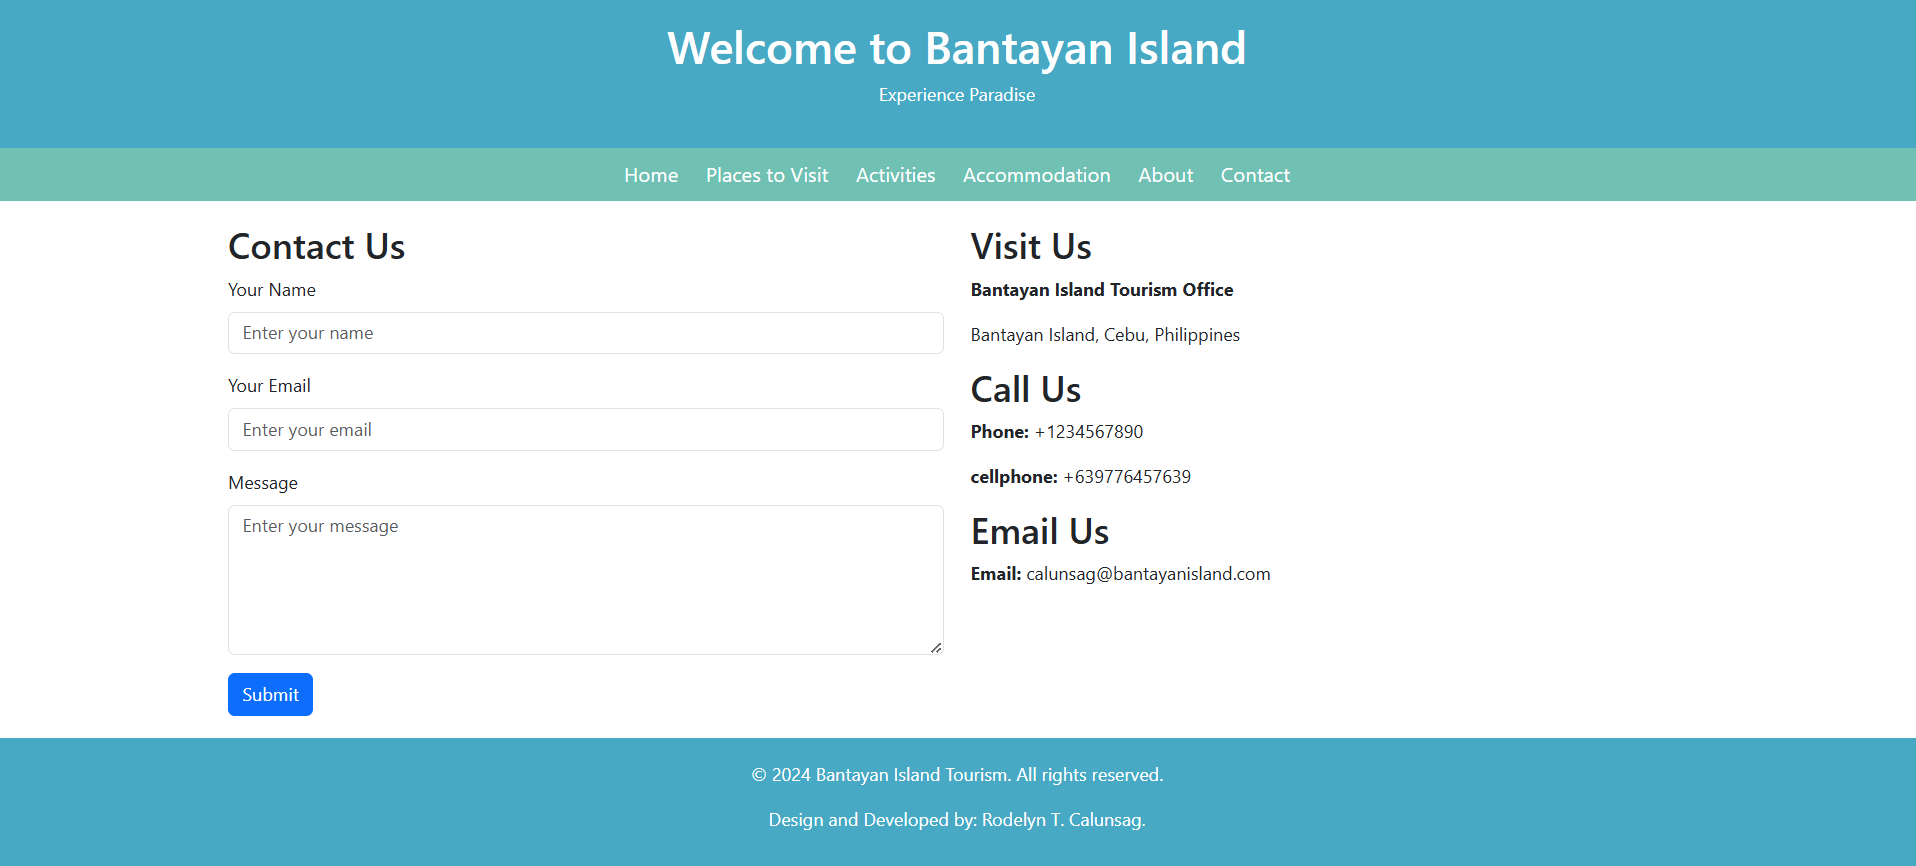 Welcome to Bantayan Island
Experience Paradise
Home Places to Visit Activities Accommodation About Contact
Contact Us
Your Name
Enter your name
Your Email
Enter your email
Message
Enter your message
Submit
Visit Us
Bantayan Island Tourism Office
Bantayan Island, Cebu, Philippines
Call Us
Phone: +1234567890
cellphone: +639776457639
Email Us
Email: calunsag@bantayanisland.com
© 2024 Bantayan Island Tourism. All rights reserved.
Design and Developed by: Rodelyn T. Calunsag.